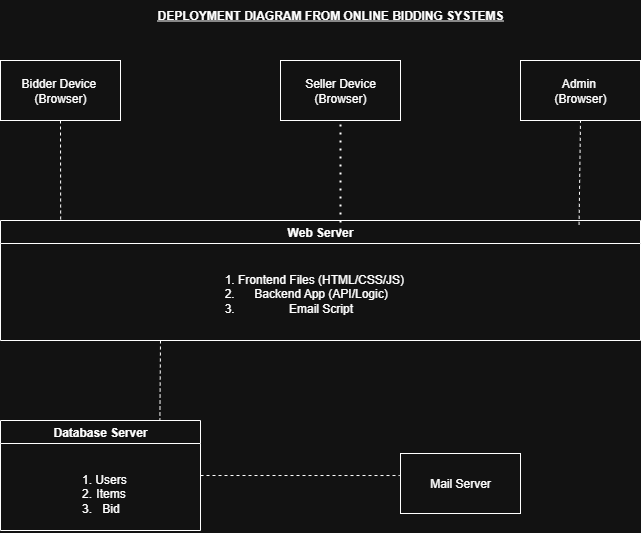 DEPLOYMENT DIAGRAM FROM ONLINE BIDDING SYSTEMS
Bidder Device
(Browser)
Seller Device
(Browser)
Admin
(Browser)
Web Server
1. Frontend Files (HTML/CSS/JS)
2. Backend App (API/Logic)
3. Email Script
Database Server
1. Users
2. Items
3. Bid
Mail Server